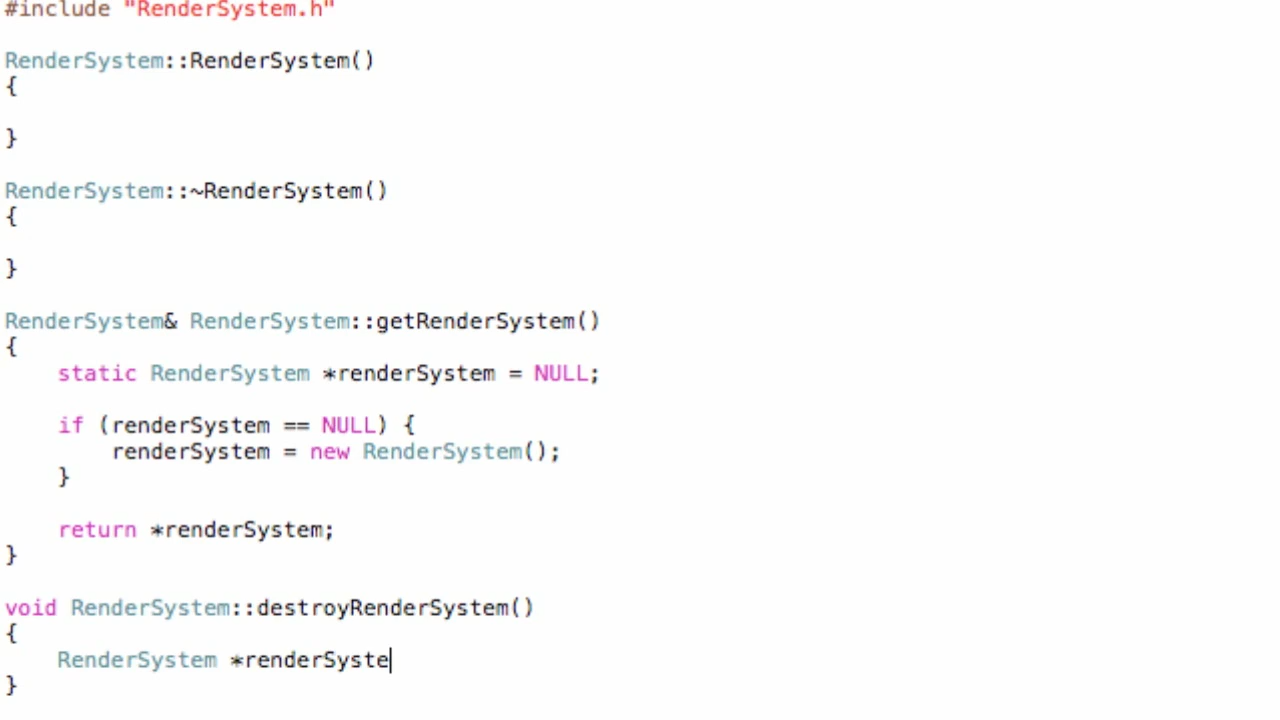 #include "RenderSystem.h"
RenderSystem::RenderSystem()
{
}
RenderSystem::~RenderSystem()
{
}
RenderSystem& RenderSystem::getRenderSystem()
{
    static RenderSystem *renderSystem = NULL;
    if (renderSystem == NULL) {
        renderSystem = new RenderSystem();
    }
    return *renderSystem;
}
void RenderSystem::destroyRenderSystem()
{
    RenderSystem *renderSyste
}